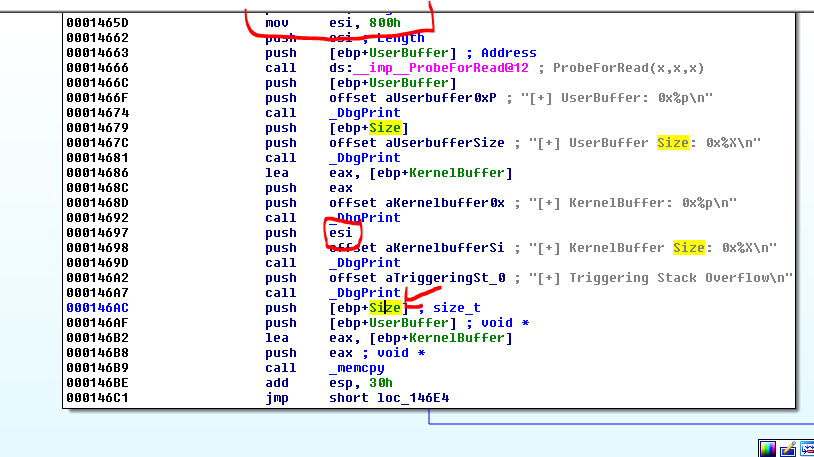 0001465D mov esi, 800h
00014662 push esi ; Length
00014663 push [ebp+UserBuffer] ; Address
00014666 call ds:__imp__ProbeForRead@12 ; ProbeForRead(x,x,x)
0001466C push [ebp+UserBuffer]
0001466F push offset aUserbuffer0xP ; "[+] UserBuffer: 0x%p\n"
00014674 call _DbgPrint
00014679 push [ebp+Size]
0001467C push offset aUserbufferSize ; "[+] UserBuffer Size: 0x%X\n"
00014681 call _DbgPrint
00014686 lea eax, [ebp+KernelBuffer]
0001468C push eax
0001468D push offset aKernelbuffer0x ; "[+] KernelBuffer: 0x%p\n"
00014692 call _DbgPrint
00014697 push esi
00014698 push offset aKernelbufferSi ; "[+] KernelBuffer Size: 0x%X\n"
0001469D call _DbgPrint
000146A2 push offset aTriggeringSt_0 ; "[+] Triggering Stack Overflow\n"
000146A7 call _DbgPrint
000146AC push [ebp+Size] ; size_t
000146AF push [ebp+UserBuffer] ; void *
000146B2 lea eax, [ebp+KernelBuffer]
000146B8 push eax ; void *
000146B9 call _memcpy
000146BE add esp, 30h
000146C1 jmp short loc_146E4